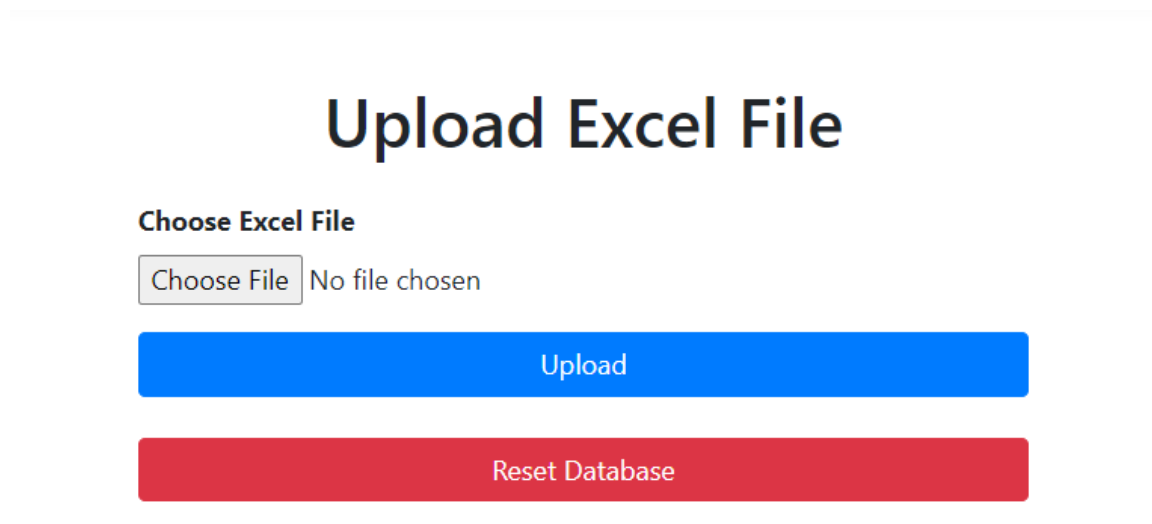 Upload Excel File
Choose Excel File
Choose File No file chosen
Upload
Reset Database